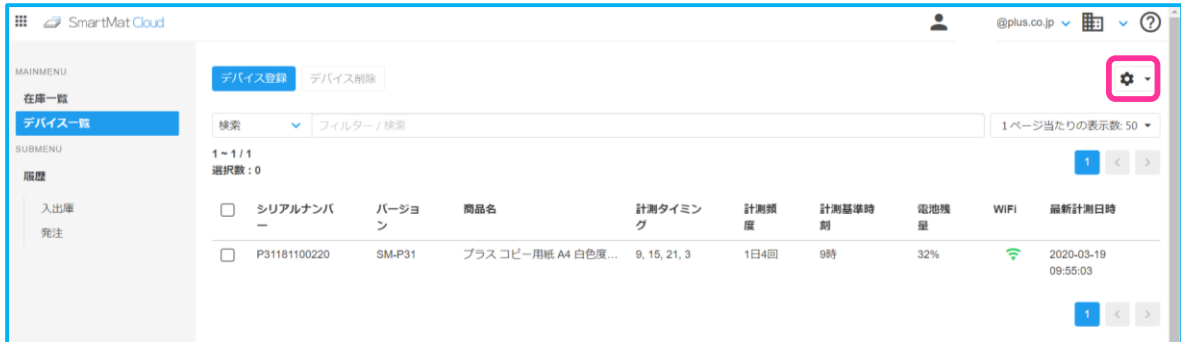 SmartMat Cloud
@plus.co.jp
MAINMENU
在庫一覧
デバイス一覧
SUBMENU
履歴
入出庫
発注
デバイス登録 デバイス削除
検索 フィルター / 検索 1 ページ当たりの表示数: 50
1 ~ 1 / 1
選択数 : 0
1 < >
シリアルナンバー バージョン 商品名 計測タイミング 計測頻度 計測基準時刻 電池残量 WiFi 最新計測日時
P31181100220 SM-P31 プラス コピー用紙 A4 白色度... 9, 15, 21, 3 1日4回 9時 32% 2020-03-19
09:55:03
1 < >